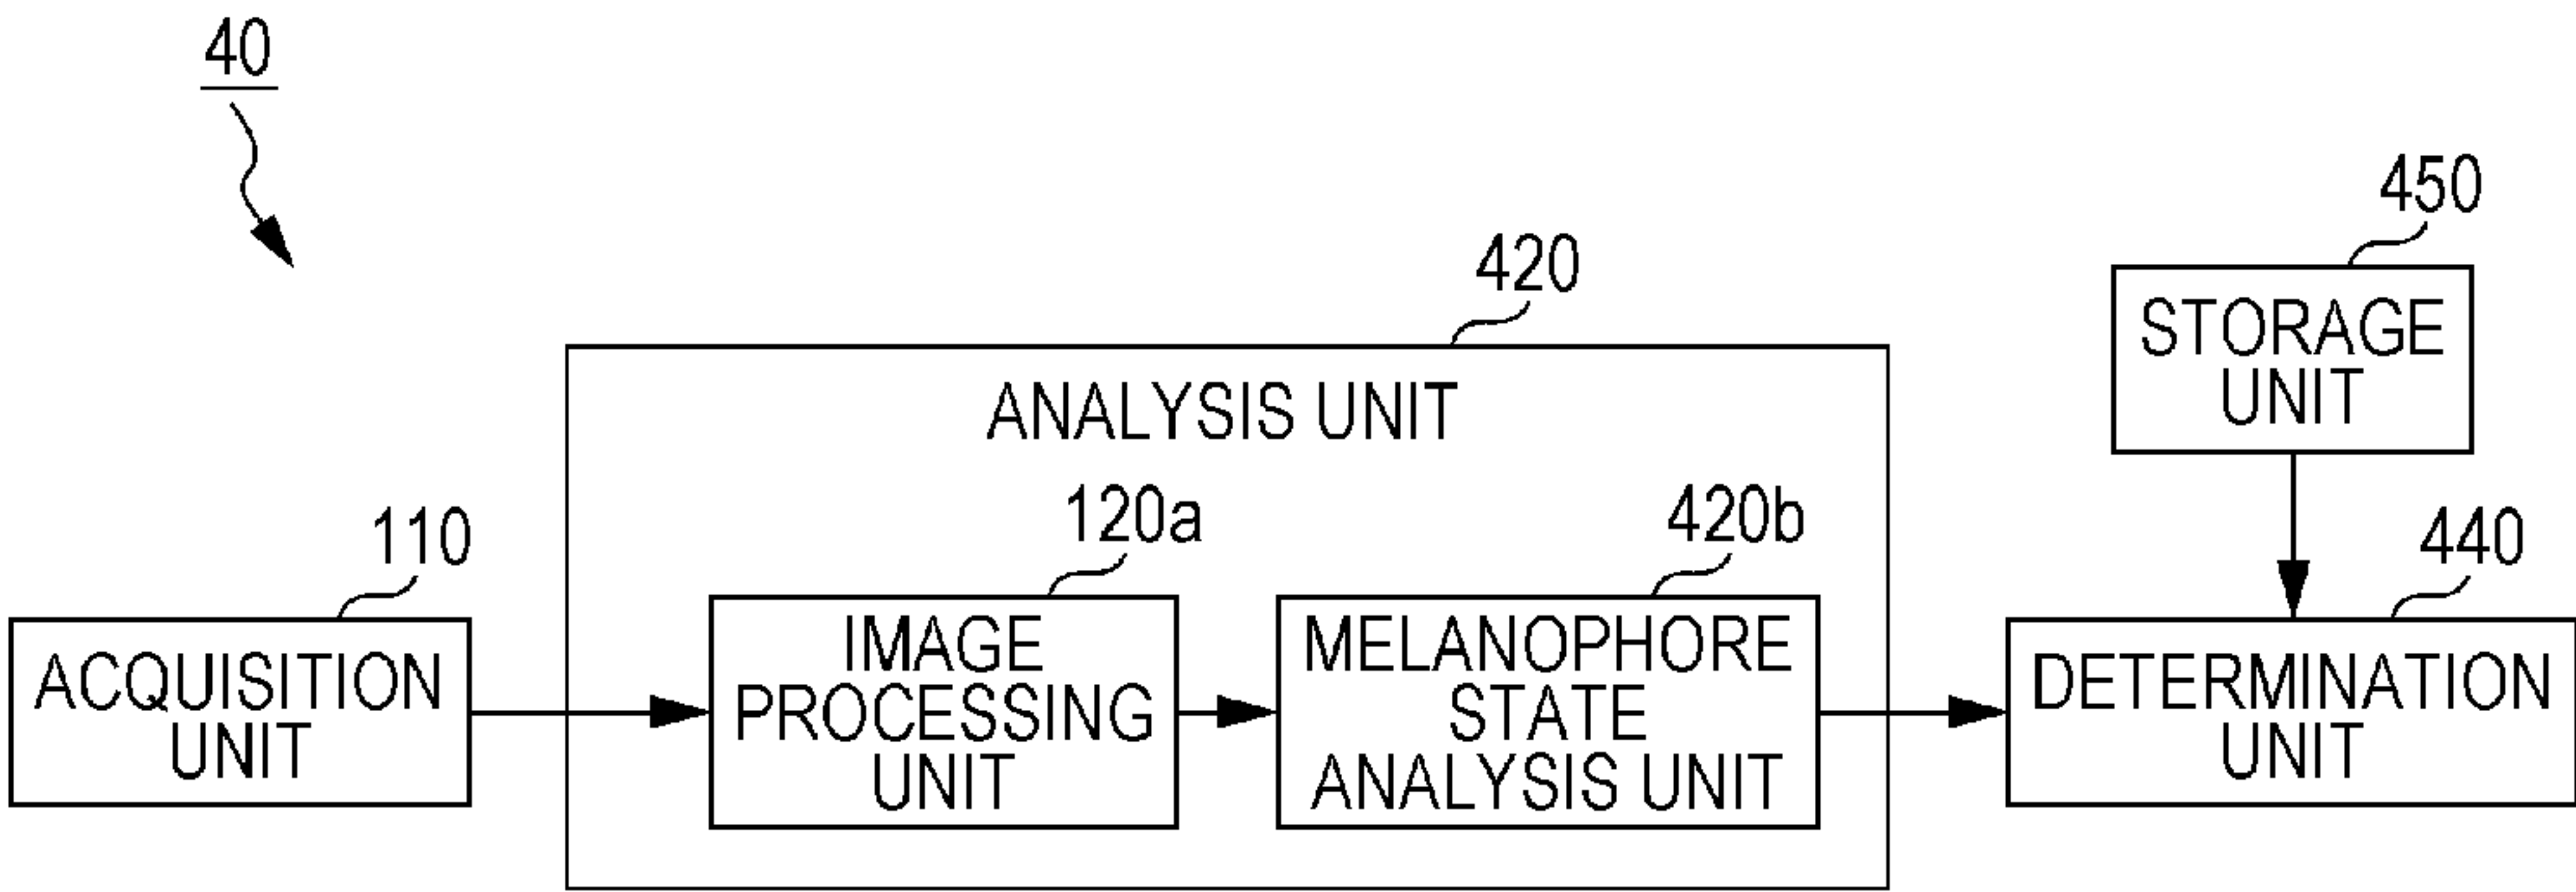 40
450
STORAGE
UNIT
420
ANALYSIS UNIT
110
ACQUISITION
UNIT
120a
IMAGE
PROCESSING
UNIT
420b
MELANOPHORE
STATE
ANALYSIS UNIT
440
DETERMINATION
UNIT